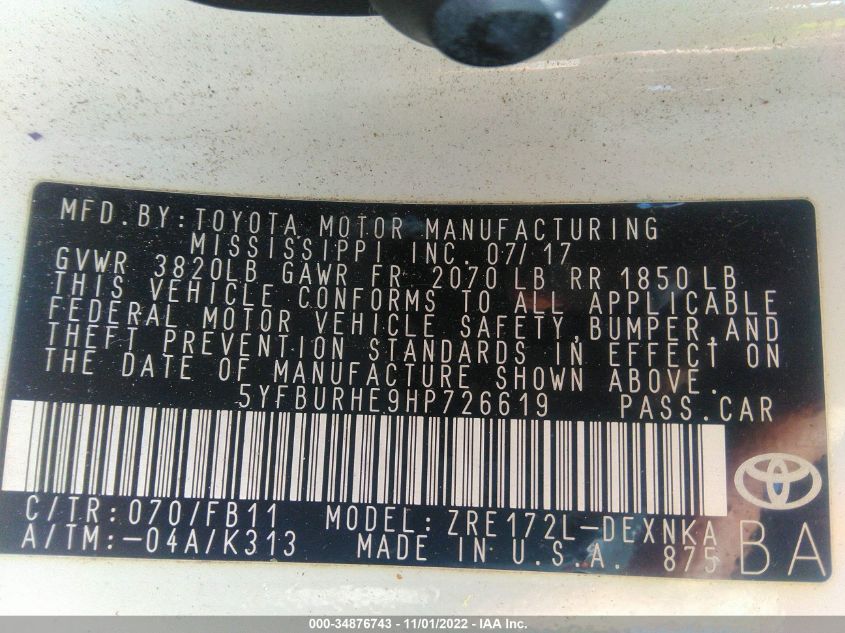 MFD.BY:TOYOTA MOTOR MANUFACTURING
MISSISSIPPI INC. 07/17
GVWR 3820LB GAWR FR 2070 LB RR 1850 LB
THIS VEHICLE CONFORMS TO ALL APPLICABLE
FEDERAL MOTOR VEHICLE SAFETY,BUMPER,AND
THEFT PREVENTION STANDARDS IN EFFECT ON
THE DATE OF MANUFACTURE SHOWN ABOVE.
5YFBURHE9HP726619 PASS.CAR
C/TR:070/FB11 MODEL:ZRE172L-DEXNKA
A/TM:-04A/K313 MADE IN U.S.A. 875
BA
000-34876743 - 11/01/2022 - IAA Inc.